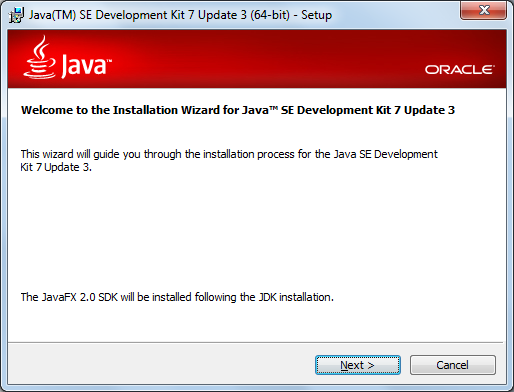 Java(TM) SE Development Kit 7 Update 3 (64-bit) - Setup
Java™
ORACLE®
Welcome to the Installation Wizard for Java™ SE Development Kit 7 Update 3
This wizard will guide you through the installation process for the Java SE Development
Kit 7 Update 3.
The JavaFX 2.0 SDK will be installed following the JDK installation.
Next >
Cancel